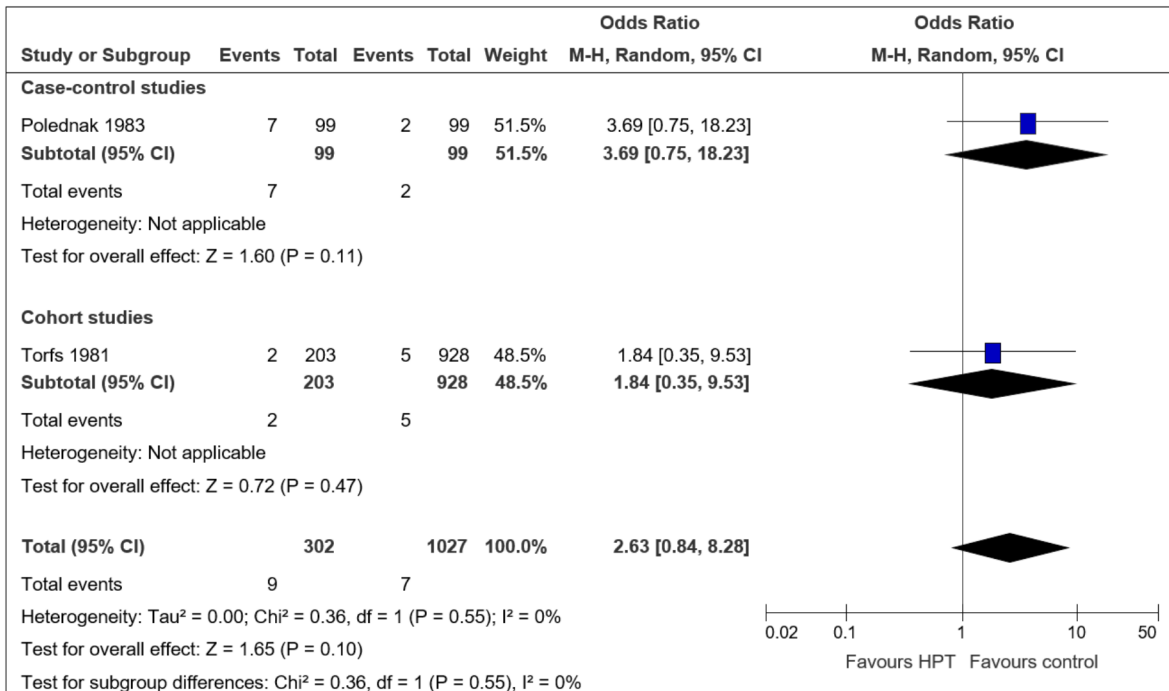 Odds Ratio Odds Ratio
Study or Subgroup Events Total Events Total Weight M-H, Random, 95% CI M-H, Random, 95% CI
Case-control studies
Polednak 1983 7 99 2 99 51.5% 3.69 [0.75, 18.23]
Subtotal (95% CI) 99 99 51.5% 3.69 [0.75, 18.23]
Total events 7 2
Heterogeneity: Not applicable
Test for overall effect: Z = 1.60 (P = 0.11)
Cohort studies
Torfs 1981 2 203 5 928 48.5% 1.84 [0.35, 9.53]
Subtotal (95% CI) 203 928 48.5% 1.84 [0.35, 9.53]
Total events 2 5
Heterogeneity: Not applicable
Test for overall effect: Z = 0.72 (P = 0.47)
Total (95% CI) 302 1027 100.0% 2.63 [0.84, 8.28]
Total events 9 7
Heterogeneity: Tau² = 0.00; Chi² = 0.36, df = 1 (P = 0.55); I² = 0%
Test for overall effect: Z = 1.65 (P = 0.10)
Test for subgroup differences: Chi² = 0.36, df = 1 (P = 0.55), I² = 0%
0.02 0.1 1 10 50
Favours HPT Favours control